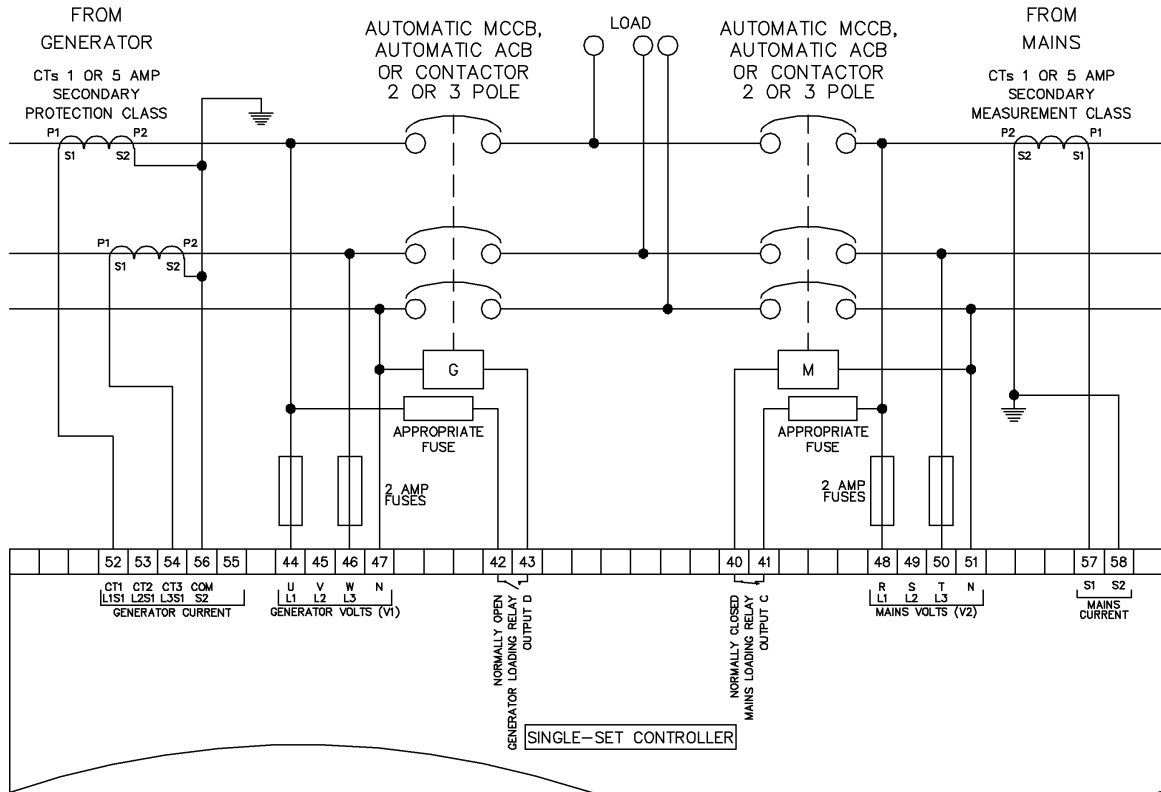 FROM
GENERATOR
CTs 1 OR 5 AMP
SECONDARY
PROTECTION CLASS
AUTOMATIC MCCB,
AUTOMATIC ACB
OR CONTACTOR
2 OR 3 POLE
LOAD
AUTOMATIC MCCB,
AUTOMATIC ACB
OR CONTACTOR
2 OR 3 POLE
FROM
MAINS
CTs 1 OR 5 AMP
SECONDARY
MEASUREMENT CLASS
P1 P2
S1 S2
P2 P1
S2 S1
P1 P2
S1 S2
G
M
APPROPRIATE
FUSE
APPROPRIATE
FUSE
2 AMP
FUSES
2 AMP
FUSES
52 53 54 56 55 44 45 46 47 42 43 40 41 48 49 50 51 57 58
CT1 CT2 CT3 COM
L1S1 L2S1 L3S1 S2
GENERATOR CURRENT
U V W N
L1 L2 L3
GENERATOR VOLTS (V1)
NORMALLY OPEN
GENERATOR LOADING RELAY
OUTPUT D
NORMALLY CLOSED
MAINS LOADING RELAY
OUTPUT C
R S T N
L1 L2 L3
MAINS VOLTS (V2)
S1 S2
MAINS
CURRENT
SINGLE-SET CONTROLLER